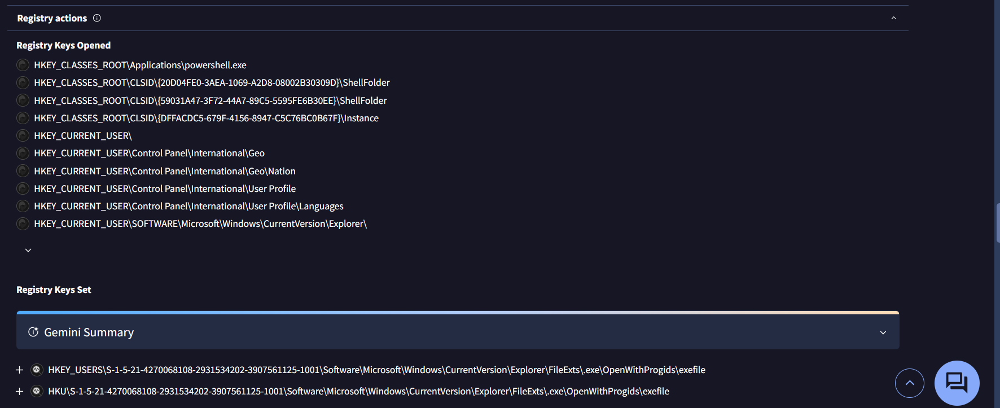 Registry actions
Registry Keys Opened
HKEY_CLASSES_ROOT\Applications\powershell.exe
HKEY_CLASSES_ROOT\CLSID\{20D04FE0-3AEA-1069-A2D8-08002B30309D}\ShellFolder
HKEY_CLASSES_ROOT\CLSID\{59031A47-3F72-44A7-89C5-5595FE6B30EE}\ShellFolder
HKEY_CLASSES_ROOT\CLSID\{DFFACDC5-679F-4156-8947-C5C76BC0B67F}\Instance
HKEY_CURRENT_USER\
HKEY_CURRENT_USER\Control Panel\International\Geo
HKEY_CURRENT_USER\Control Panel\International\Geo\Nation
HKEY_CURRENT_USER\Control Panel\International\User Profile
HKEY_CURRENT_USER\Control Panel\International\User Profile\Languages
HKEY_CURRENT_USER\SOFTWARE\Microsoft\Windows\CurrentVersion\Explorer\
Registry Keys Set
Gemini Summary
HKEY_USERS\S-1-5-21-4270068108-2931534202-3907561125-1001\Software\Microsoft\Windows\CurrentVersion\Explorer\FileExts\.exe\OpenWithProgids\exefile
HKU\S-1-5-21-4270068108-2931534202-3907561125-1001\Software\Microsoft\Windows\CurrentVersion\Explorer\FileExts\.exe\OpenWithProgids\exefile